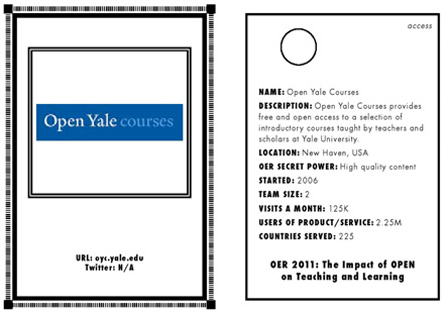 Open Yale courses
URL: oyc.yale.edu
Twitter: N/A
access
NAME: Open Yale Courses
DESCRIPTION: Open Yale Courses provides
free and open access to a selection of
introductory courses taught by teachers and
scholars at Yale University.
LOCATION: New Haven, USA
OER SECRET POWER: High quality content
STARTED: 2006
TEAM SIZE: 2
VISITS A MONTH: 125K
USERS OF PRODUCT/SERVICE: 2.25M
COUNTRIES SERVED: 225
OER 2011: The Impact of OPEN
on Teaching and Learning